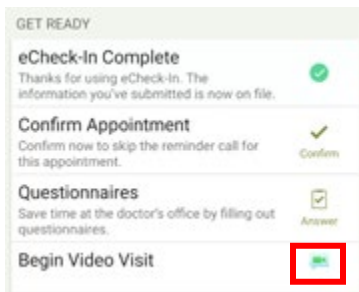 GET READY
eCheck-In Complete
Thanks for using eCheck-In. The
information you've submitted is now on file.
Confirm Appointment
Confirm now to skip the reminder call for
this appointment.
Confirm
Questionnaires
Save time at the doctor's office by filling out
questionnaires.
Answer
Begin Video Visit